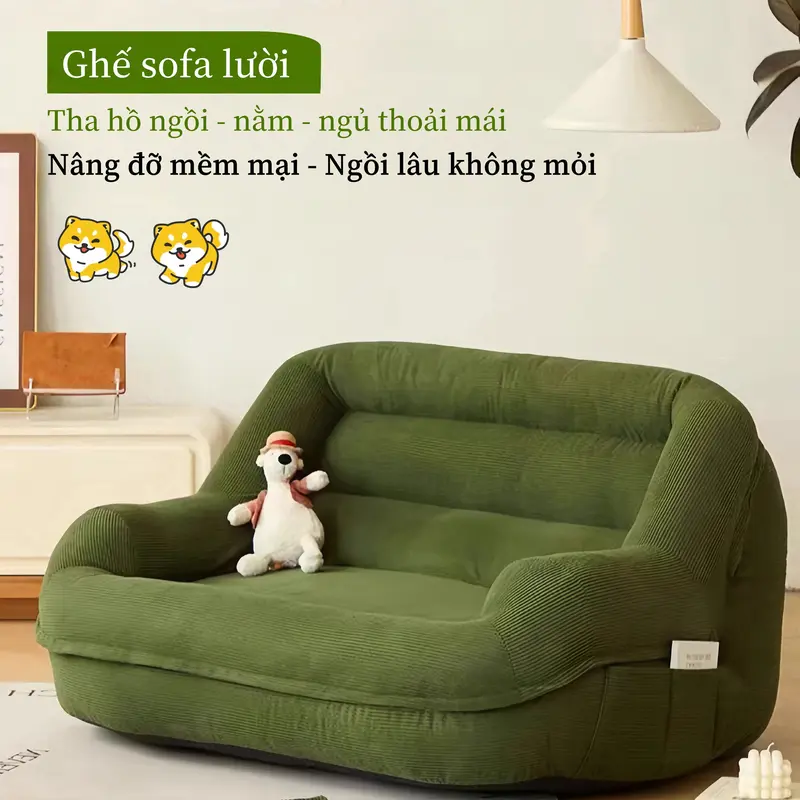 Ghế sofa lười
Tha hồ ngồi - nằm - ngủ thoải mái
Nâng đỡ mềm mại - Ngồi lâu không mỏi